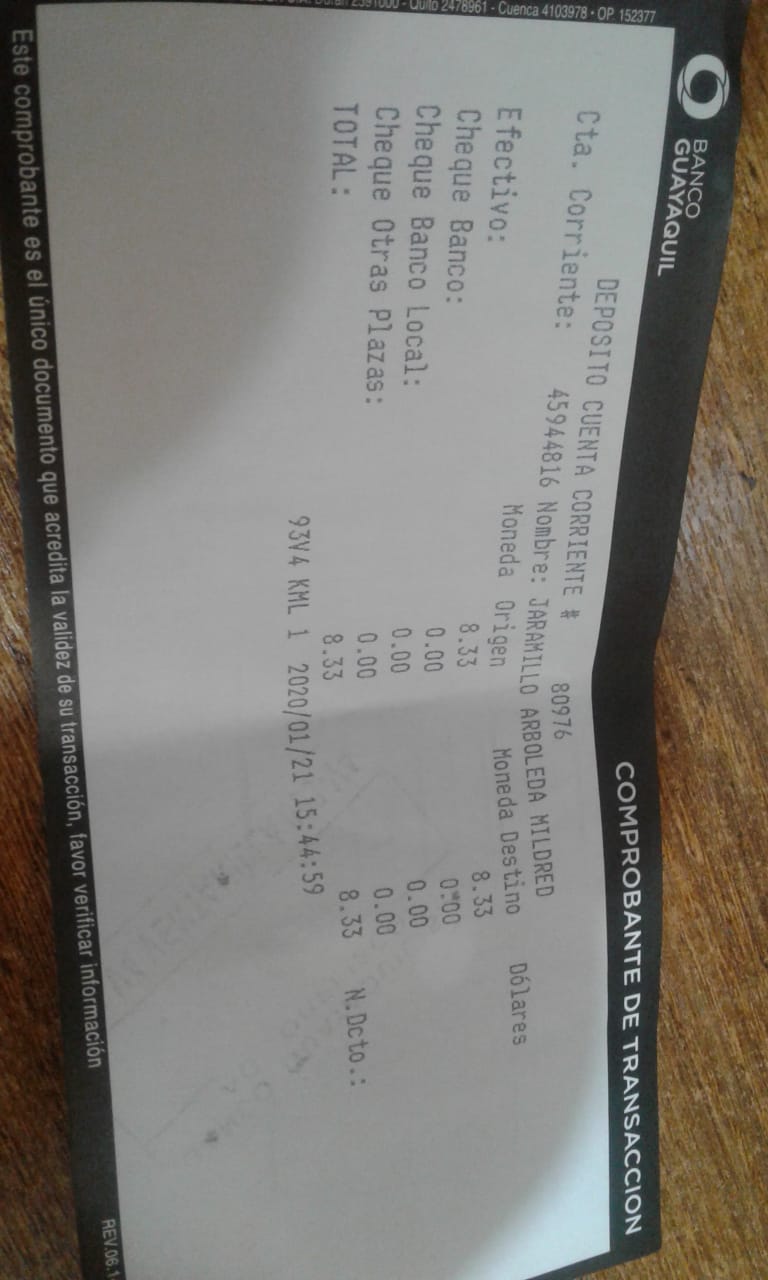 2391000 - Quito 2478961 - Cuenca 4103978 • OP. 152377
BANCO
GUAYAQUIL
COMPROBANTE DE TRANSACCION
DEPOSITO CUENTA CORRIENTE # 80976
Cta. Corriente: 45944816 Nombre: JARAMILLO ARBOLEDA MILDRED
Moneda Origen Moneda Destino Dólares
Efectivo: 8.33 8.33
Cheque Banco: 0.00 0.00
Cheque Banco Local: 0.00 0.00
Cheque Otras Plazas: 0.00 0.00
TOTAL: 8.33 8.33 N.Dcto.:
93V4 KML 1 2020/01/21 15:44:59
Este comprobante es el único documento que acredita la validez de su transacción, favor verificar información
REV.06.1